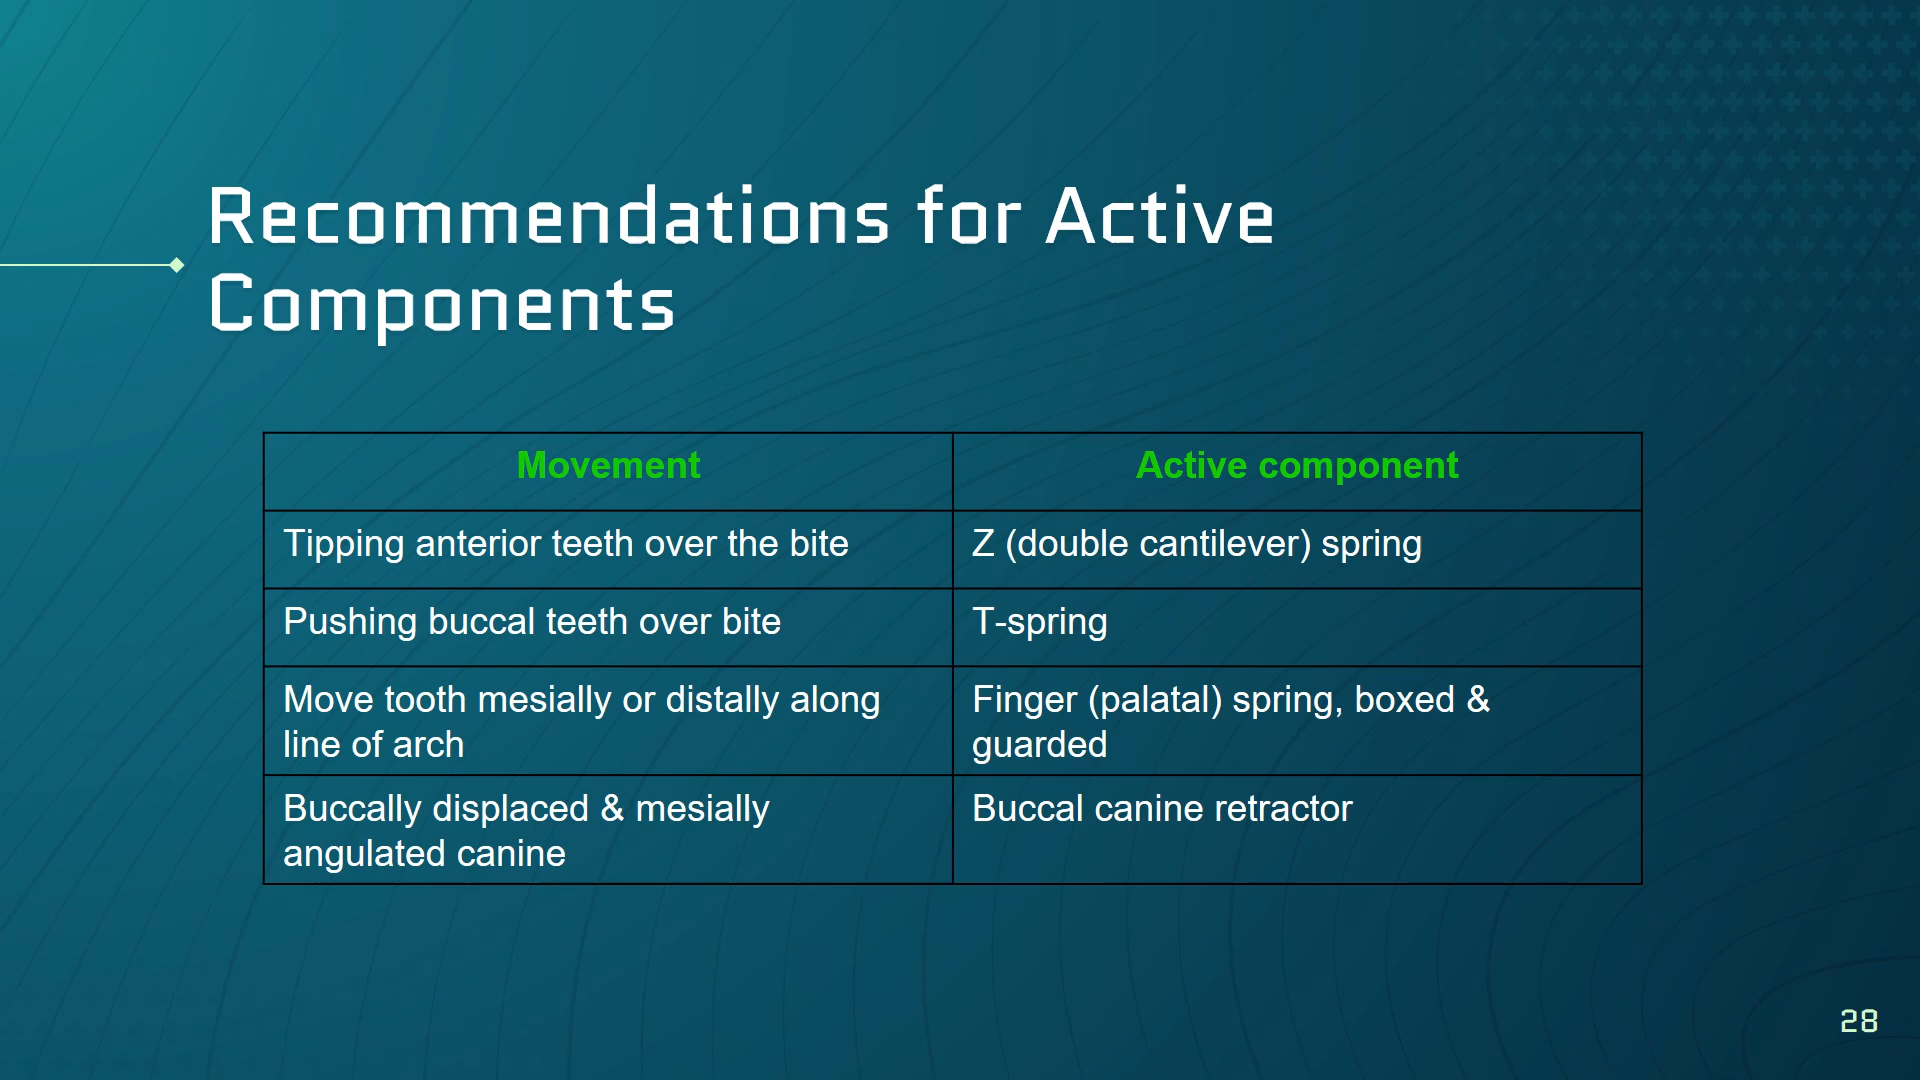 Recommendations for Active
Components
Movement
Active component
Tipping anterior teeth over the bite
Z (double cantilever) spring
Pushing buccal teeth over bite
T-spring
Move tooth mesially or distally along
line of arch
Finger (palatal) spring, boxed &
guarded
Buccally displaced & mesially
angulated canine
Buccal canine retractor
28